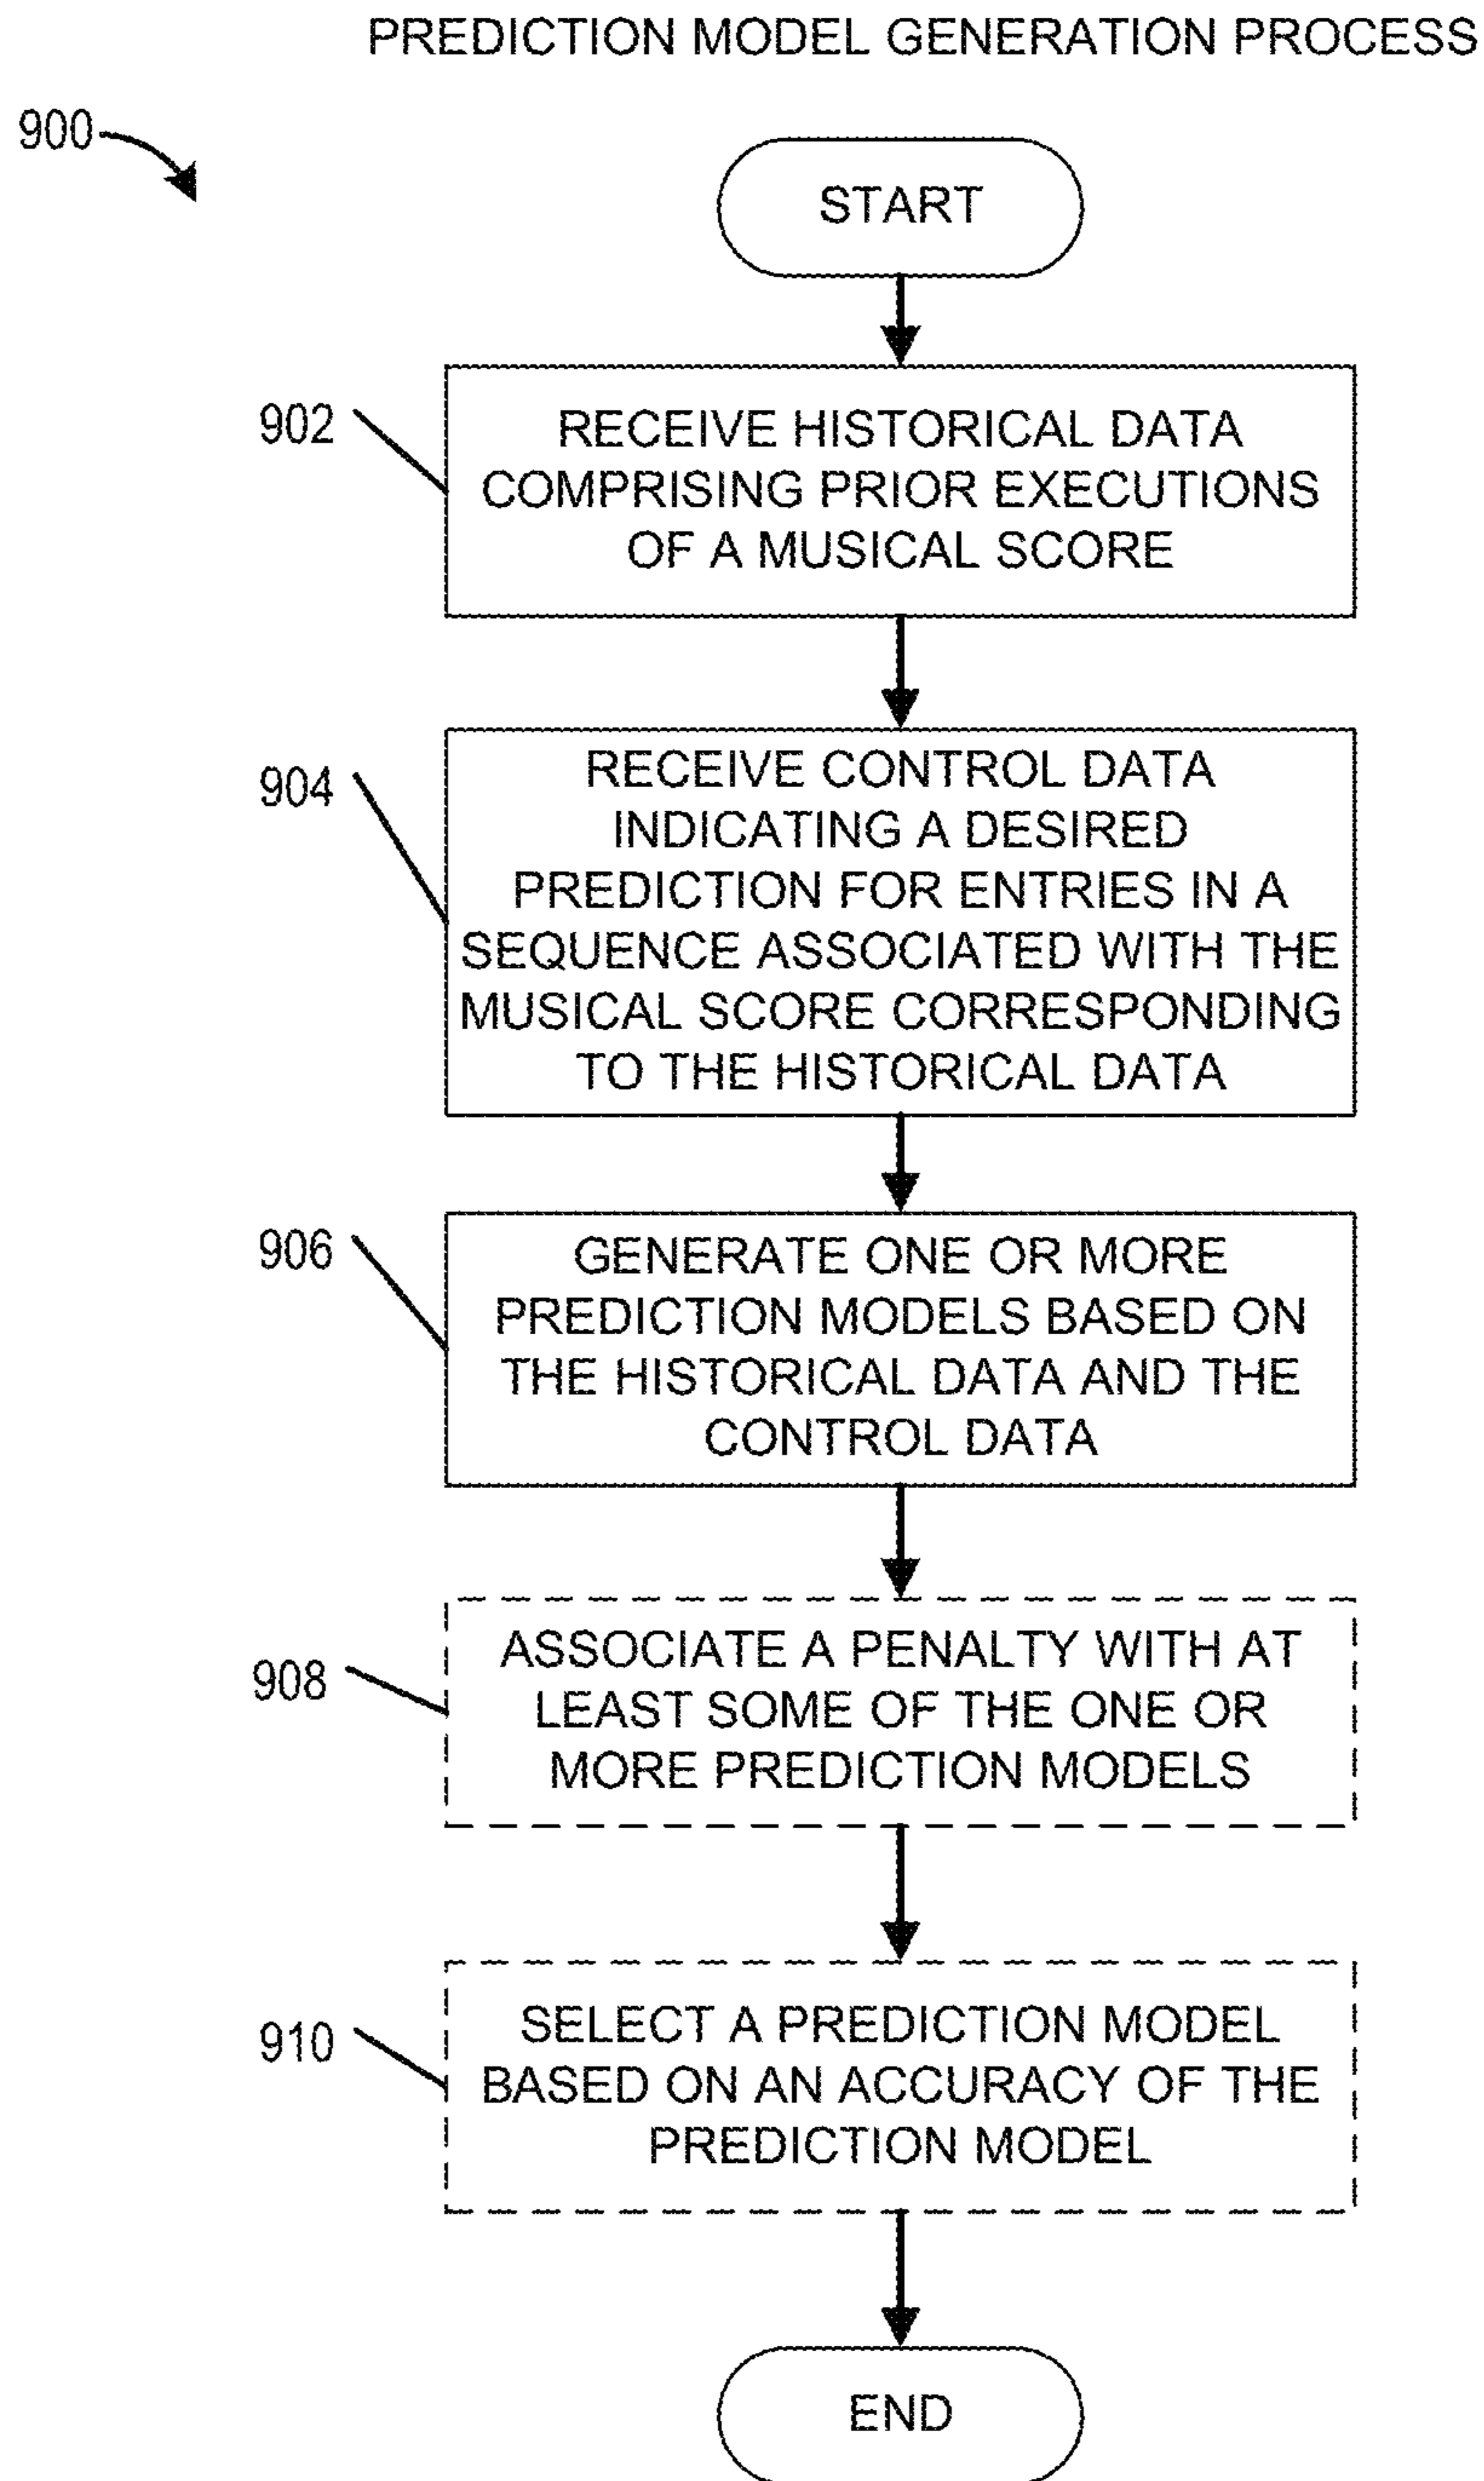 PREDICTION MODEL GENERATION PROCESS
900
START
902
RECEIVE HISTORICAL DATA
COMPRISING PRIOR EXECUTIONS
OF A MUSICAL SCORE
904
RECEIVE CONTROL DATA
INDICATING A DESIRED
PREDICTION FOR ENTRIES IN A
SEQUENCE ASSOCIATED WITH THE
MUSICAL SCORE CORRESPONDING
TO THE HISTORICAL DATA
906
GENERATE ONE OR MORE
PREDICTION MODELS BASED ON
THE HISTORICAL DATA AND THE
CONTROL DATA
908
ASSOCIATE A PENALTY WITH AT
LEAST SOME OF THE ONE OR
MORE PREDICTION MODELS
910
SELECT A PREDICTION MODEL
BASED ON AN ACCURACY OF THE
PREDICTION MODEL
END